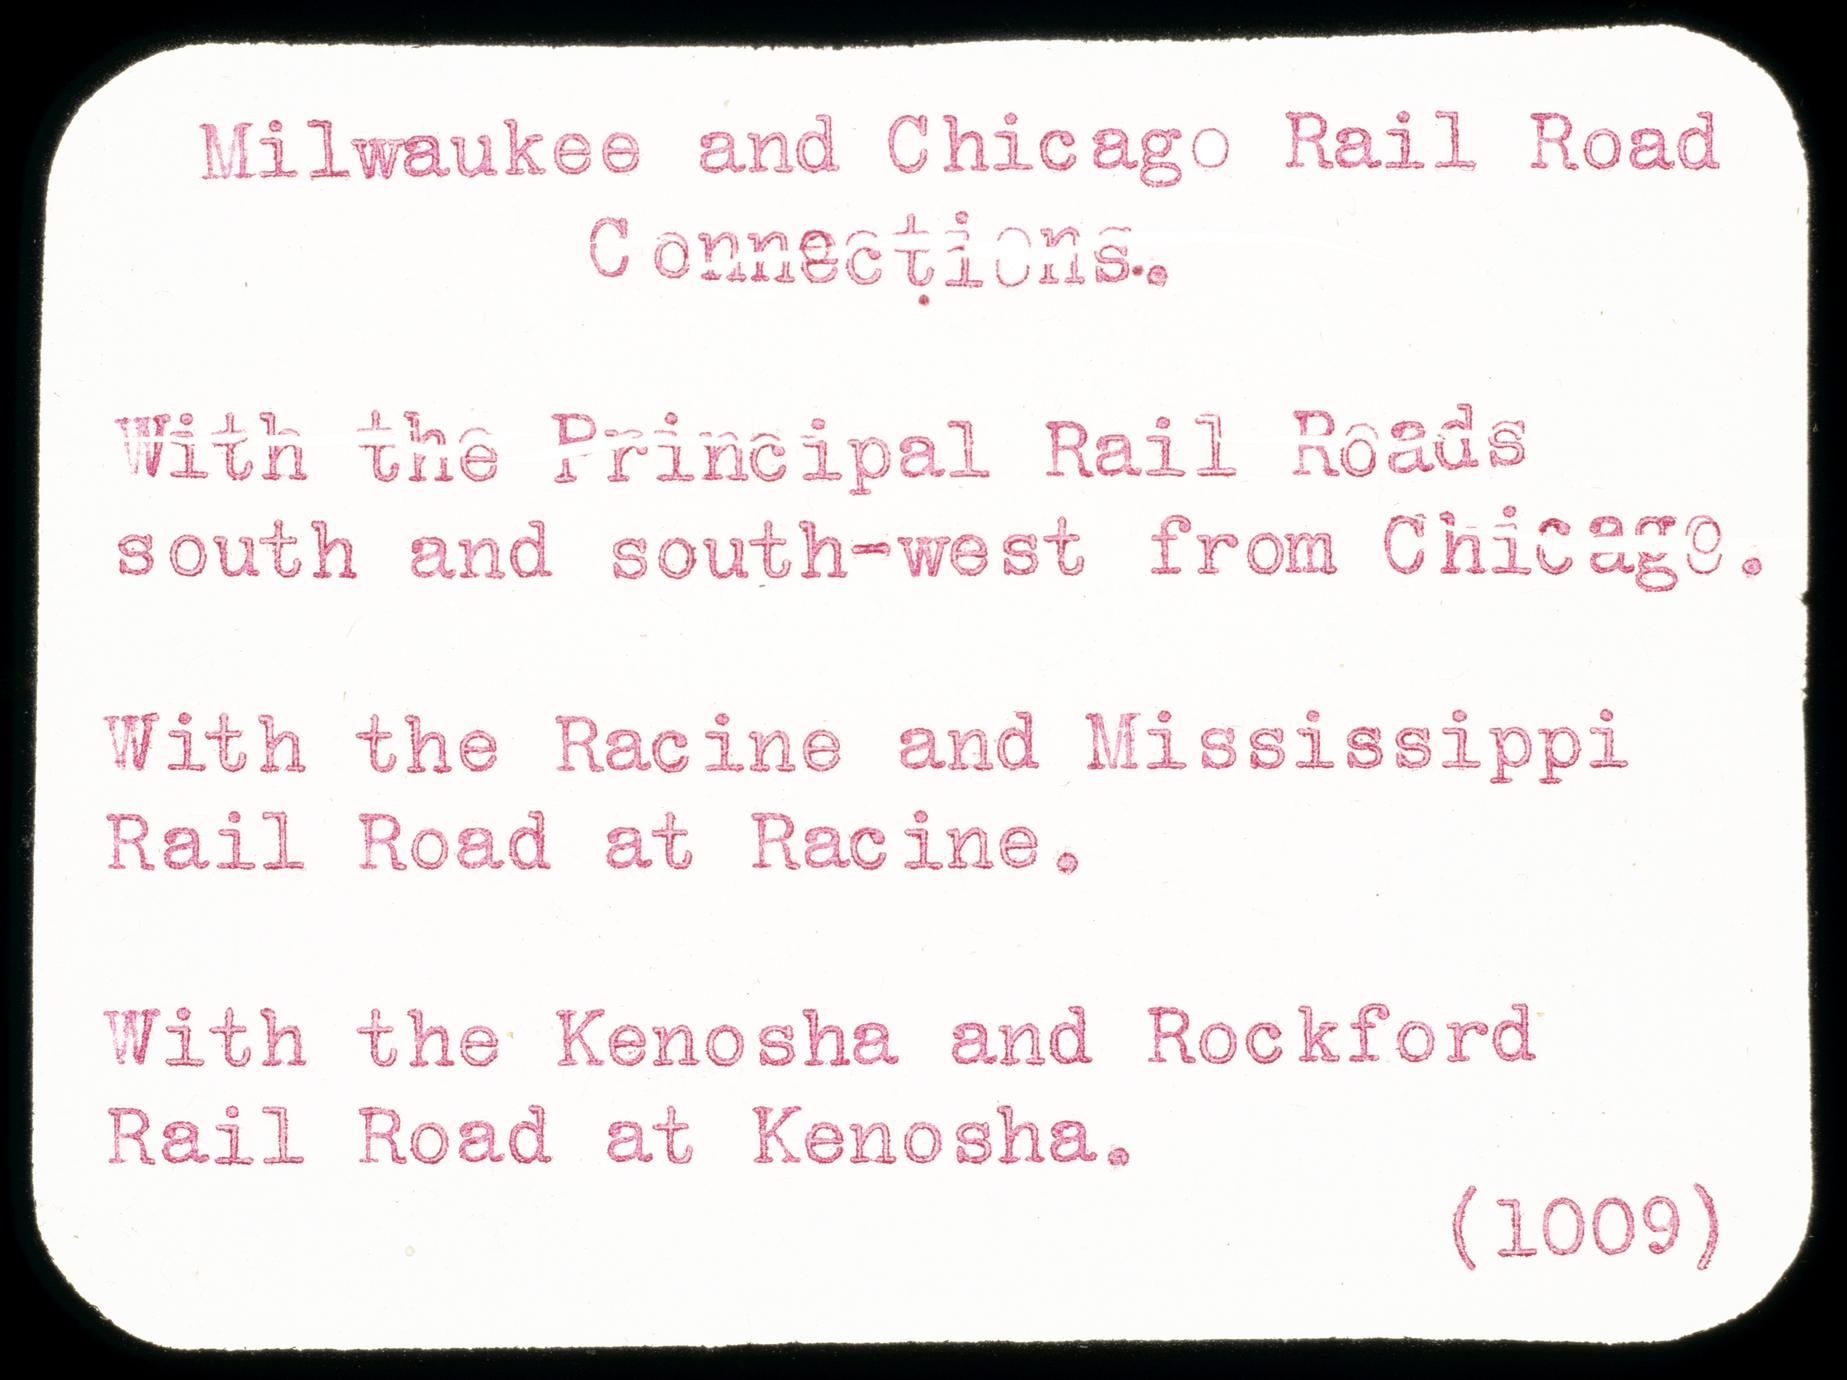 Milwaukee and Chicago Rail Road
Connections.
With the Principal Rail Roads
south and south-west from Chicago.
With the Racine and Mississippi
Rail Road at Racine.
With the Kenosha and Rockford
Rail Road at Kenosha.
(1009)